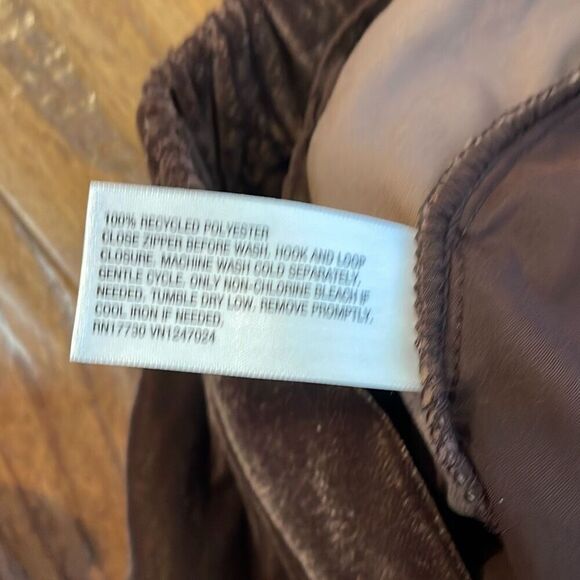 100% RECYCLED POLYESTER
CLOSE ZIPPER BEFORE WASH, HOOK AND LOOP
CLOSURE. MACHINE WASH COLD SEPARATELY,
GENTLE CYCLE. ONLY NON-CHLORINE BLEACH IF
NEEDED. TUMBLE DRY LOW. REMOVE PROMPTLY.
COOL IRON IF NEEDED.
RN17730 VN1247024